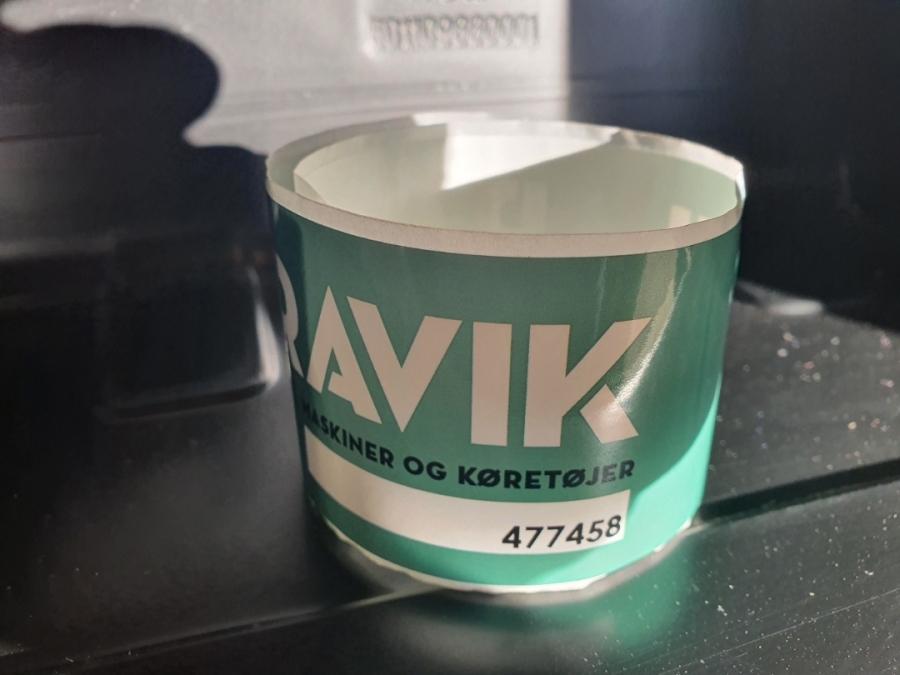 RAVIK
MASKINER OG KØRETØJER
477458